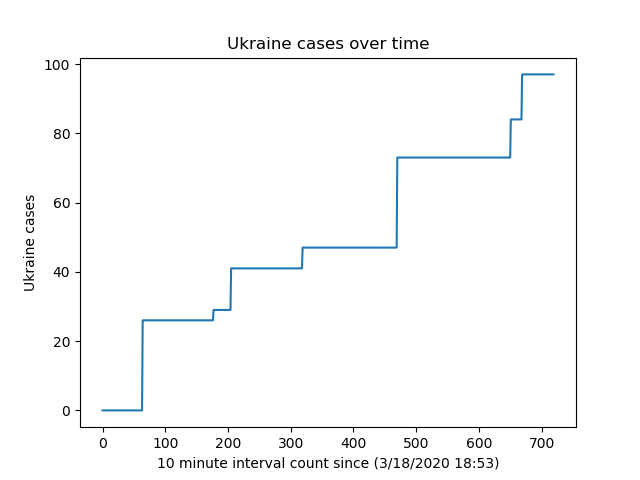 Ukraine cases over time
100
80
60
40
20
0
Ukraine cases
0 100 200 300 400 500 600 700
10 minute interval count since (3/18/2020 18:53)